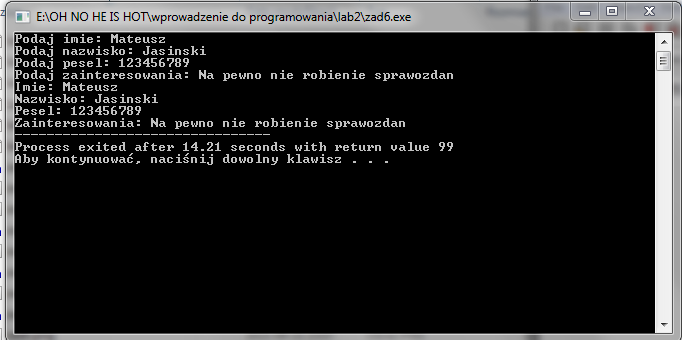 E:\OH NO HE IS HOT\wprowadzenie do programowania\lab2\zad6.exe
Podaj imie: Mateusz
Podaj nazwisko: Jasinski
Podaj pesel: 123456789
Podaj zainteresowania: Na pewno nie robienie sprawozdan
Imie: Mateusz
Nazwisko: Jasinski
Pesel: 123456789
Zainteresowania: Na pewno nie robienie sprawozdan
--------------------------------
Process exited after 14.21 seconds with return value 99
Aby kontynuować, naciśnij dowolny klawisz . . .